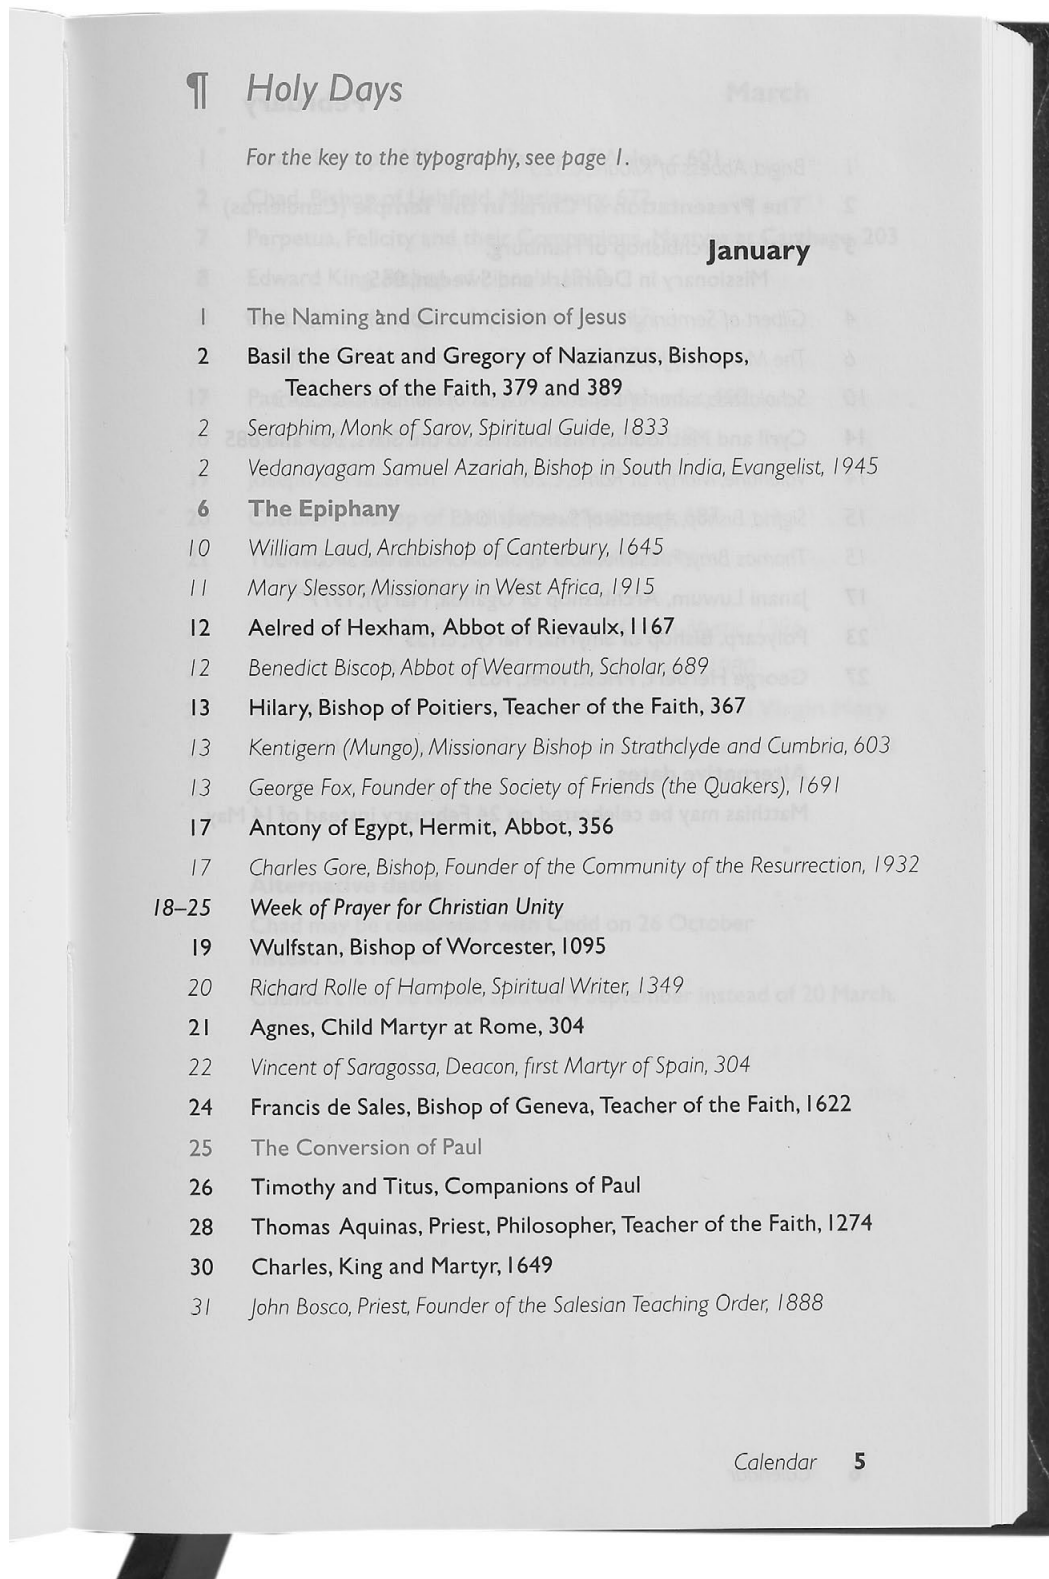 ¶ Holy Days
For the key to the typography, see page 1.
January
1 The Naming and Circumcision of Jesus
2 Basil the Great and Gregory of Nazianzus, Bishops,
Teachers of the Faith, 379 and 389
2 Seraphim, Monk of Sarov, Spiritual Guide, 1833
2 Vedanayagam Samuel Azariah, Bishop in South India, Evangelist, 1945
6 The Epiphany
10 William Laud, Archbishop of Canterbury, 1645
11 Mary Slessor, Missionary in West Africa, 1915
12 Aelred of Hexham, Abbot of Rievaulx, 1167
12 Benedict Biscop, Abbot of Wearmouth, Scholar, 689
13 Hilary, Bishop of Poitiers, Teacher of the Faith, 367
13 Kentigern (Mungo), Missionary Bishop in Strathclyde and Cumbria, 603
13 George Fox, Founder of the Society of Friends (the Quakers), 1691
17 Antony of Egypt, Hermit, Abbot, 356
17 Charles Gore, Bishop, Founder of the Community of the Resurrection, 1932
18–25 Week of Prayer for Christian Unity
19 Wulfstan, Bishop of Worcester, 1095
20 Richard Rolle of Hampole, Spiritual Writer, 1349
21 Agnes, Child Martyr at Rome, 304
22 Vincent of Saragossa, Deacon, first Martyr of Spain, 304
24 Francis de Sales, Bishop of Geneva, Teacher of the Faith, 1622
25 The Conversion of Paul
26 Timothy and Titus, Companions of Paul
28 Thomas Aquinas, Priest, Philosopher, Teacher of the Faith, 1274
30 Charles, King and Martyr, 1649
31 John Bosco, Priest, Founder of the Salesian Teaching Order, 1888
Calendar 5